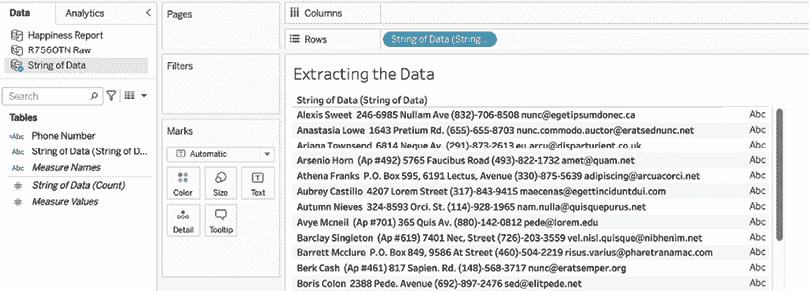 Data
Analytics
Pages
Columns
Rows
String of Data (String...
Happiness Report
R7560TN Raw
String of Data
Filters
Search
Tables
Abc
Phone Number
Abc
String of Data (String of D...
Abc
Measure Names
String of Data (Count)
Measure Values
Marks
Automatic
Color
Size
Text
Detail
Tooltip
Extracting the Data
String of Data (String of Data)
Alexis Sweet 246-6985 Nullam Ave (832)-706-8508 nunc@egetipsumdonec.ca Abc
Anastasia Lowe 1643 Pretium Rd. (655)-655-8703 nunc.commodo.auctor@eratsednunc.net Abc
Ariana Townsend 6814 Neque Av. (291)-873-2613 eu.arcu@disparturient.co.uk Abc
Arsenio Horn (Ap #492) 5765 Faucibus Road (493)-822-1732 amet@quam.net Abc
Athena Franks P.O. Box 595, 6191 Lectus, Avenue (330)-875-5639 adipiscing@arcuacorci.net Abc
Aubrey Castillo 4207 Lorem Street (317)-843-9415 maecenas@egettinciduntdui.com Abc
Autumn Nieves 324-8593 Orci. St. (114)-928-1965 nam.nulla@quisquepurus.net Abc
Avye Mcneil (Ap #701) 365 Quis Av. (880)-142-0812 pede@lorem.edu Abc
Barclay Singleton (Ap #619) 7401 Nec, Street (726)-203-3559 vel.nisl.quisque@nibhenim.net Abc
Barrett Mcclure P.O. Box 849, 9586 At Street (460)-504-2219 risus.varius@pharetranamac.com Abc
Berk Cash (Ap #461) 817 Sapien. Rd. (148)-568-3717 nunc@eratsemper.org Abc
Boris Colon 2388 Pede. Avenue (692)-897-2476 sed@elitpede.net Abc